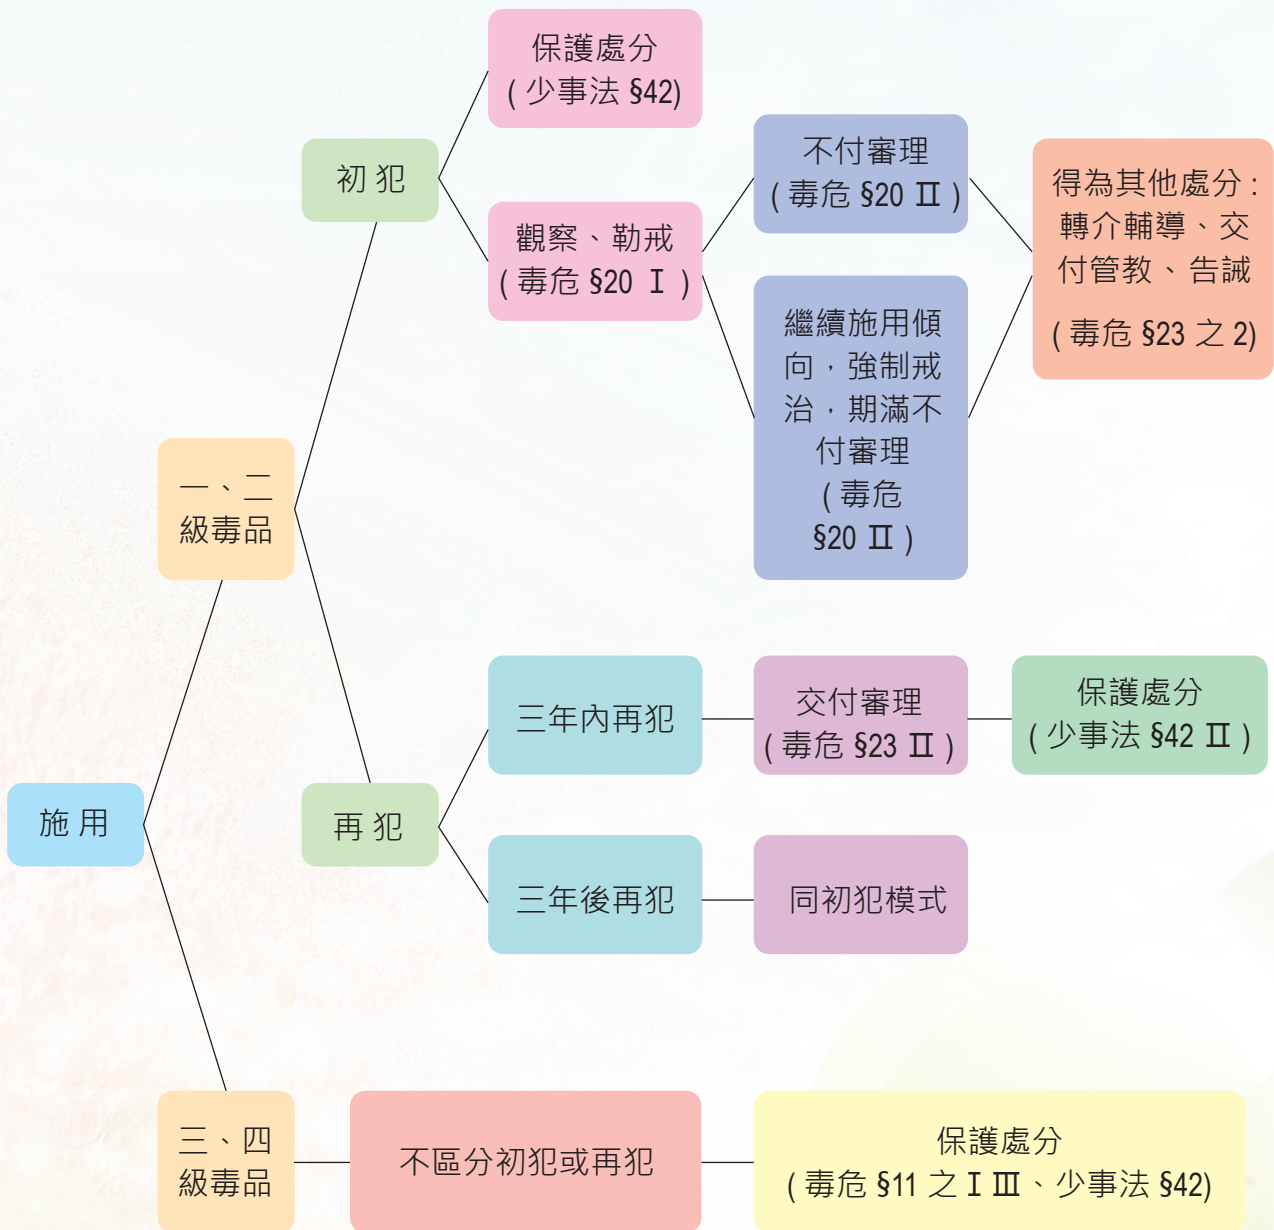 保護處分
( 少事法 §42)
初 犯
觀察、勒戒
( 毒危 §20 Ⅰ )
不付審理
( 毒危 §20 Ⅱ )
繼續施用傾
向，強制戒
治，期滿不
付審理
( 毒危
§20 Ⅱ )
得為其他處分 :
轉介輔導、交
付管教、告誡
( 毒危 §23 之 2)
一、二
級毒品
施 用
再 犯
三年內再犯
交付審理
( 毒危 §23 Ⅱ )
保護處分
( 少事法 §42 Ⅱ )
三年後再犯
同初犯模式
三、四
級毒品
不區分初犯或再犯
保護處分
( 毒危 §11 之 I Ⅲ、少事法 §42)